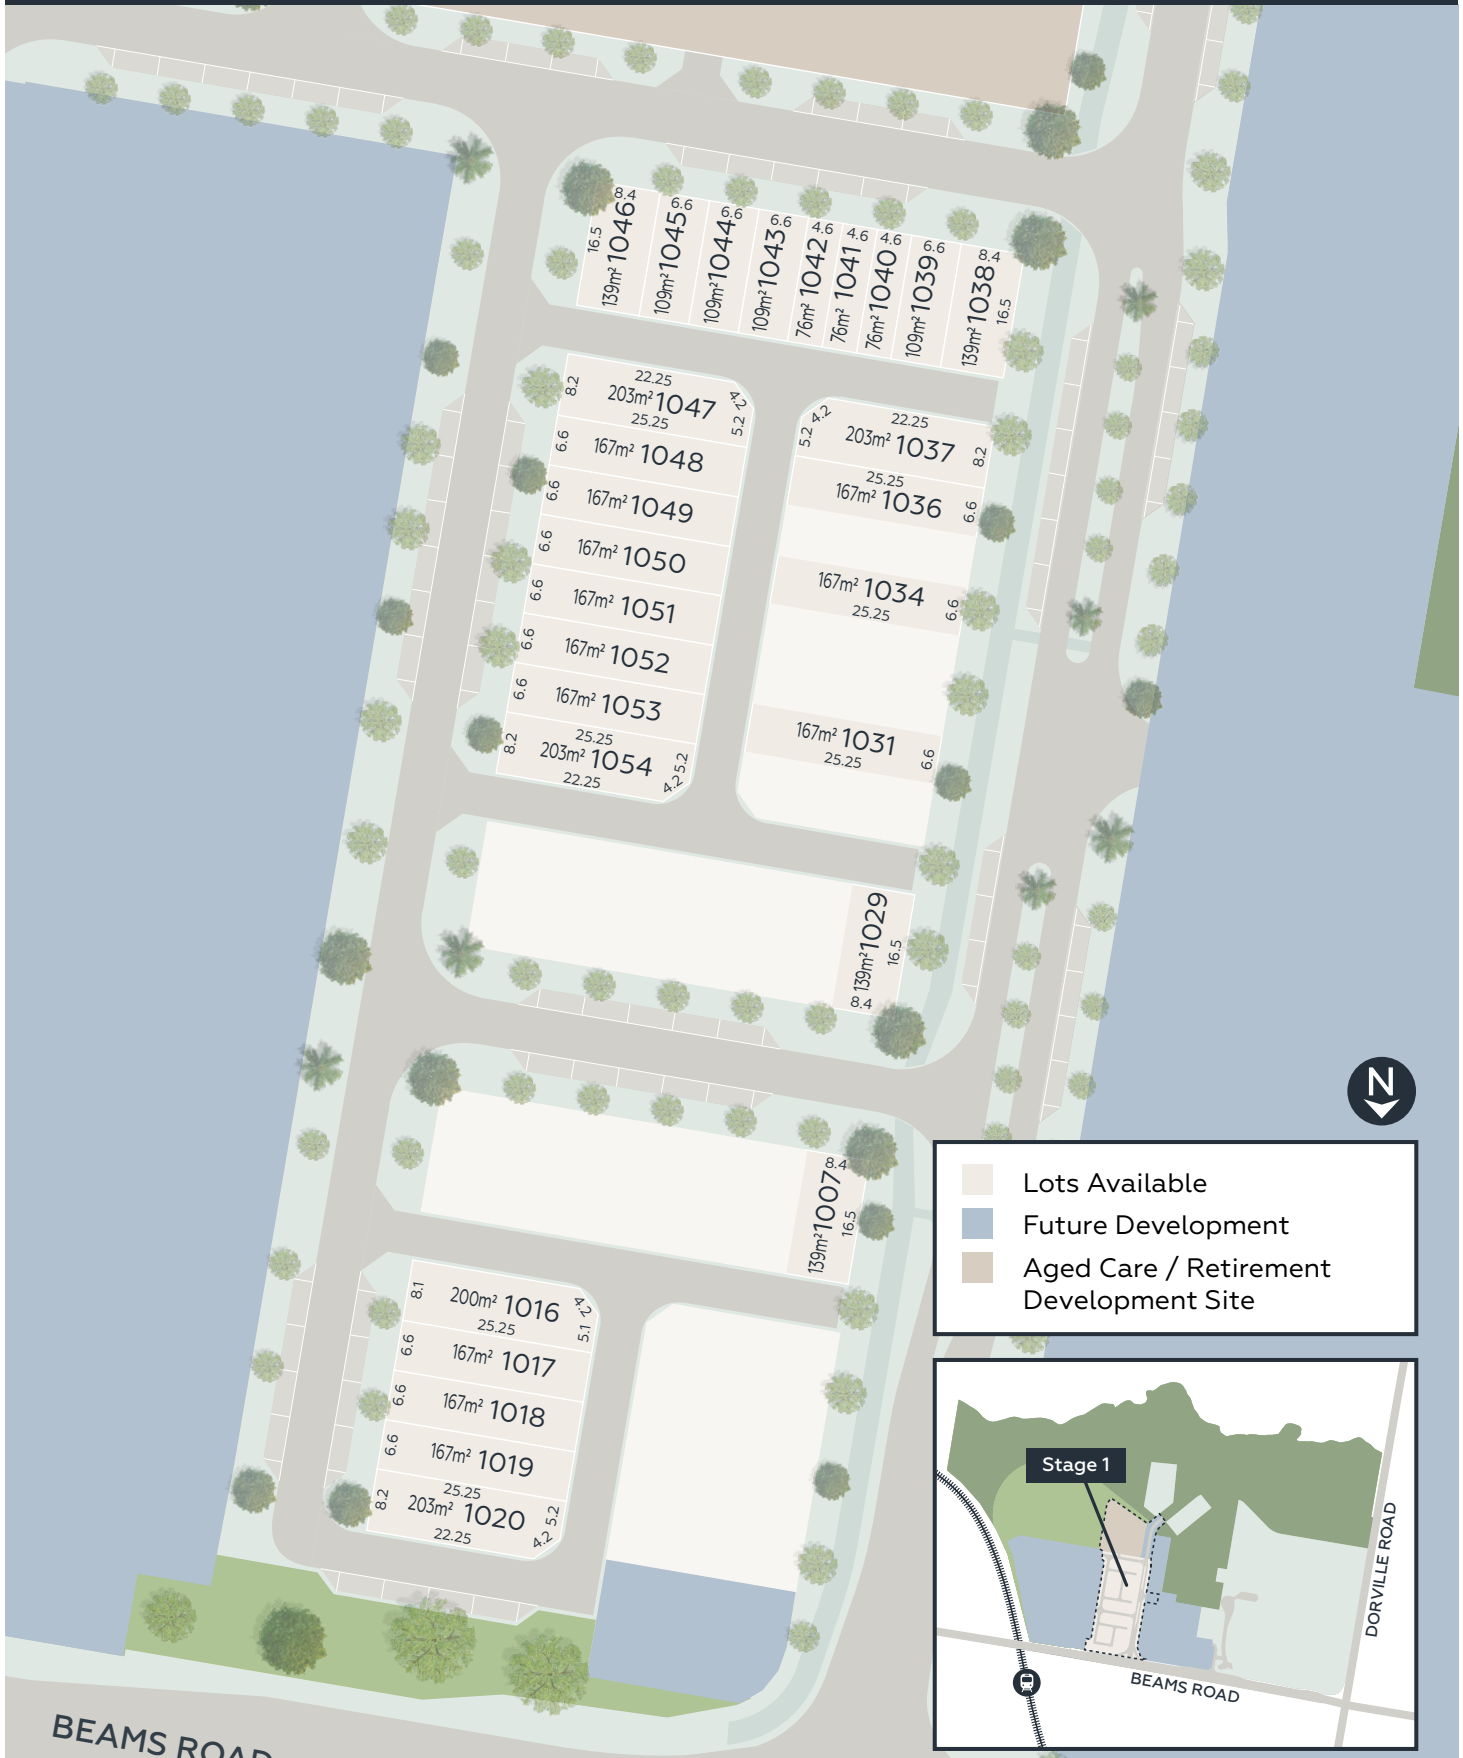 8.4
16.5
139m² 1046
6.6
109m² 1045
6.6
109m² 1044
6.6
109m² 1043
4.6
76m² 1042
4.6
76m² 1041
4.6
76m² 1040
6.6
109m² 1039
8.4
139m² 1038
16.5
22.25
8.2
203m² 1047
4.2
5.2
25.25
6.6
167m² 1048
6.6
167m² 1049
6.6
167m² 1050
6.6
167m² 1051
6.6
167m² 1052
6.6
167m² 1053
25.25
8.2
203m² 1054
5.2
4.2
22.25
4.2
5.2
22.25
203m² 1037
8.2
25.25
167m² 1036
6.6
167m² 1034
25.25
6.6
167m² 1031
25.25
6.6
139m² 1029
16.5
8.4
8.4
139m² 1007
16.5
8.1
200m² 1016
4.2
5.1
25.25
6.6
167m² 1017
6.6
167m² 1018
6.6
167m² 1019
25.25
8.2
203m² 1020
5.2
4.2
22.25
BEAMS ROAD
N
Lots Available
Future Development
Aged Care / Retirement
Development Site
Stage 1
DORVILLE ROAD
BEAMS ROAD